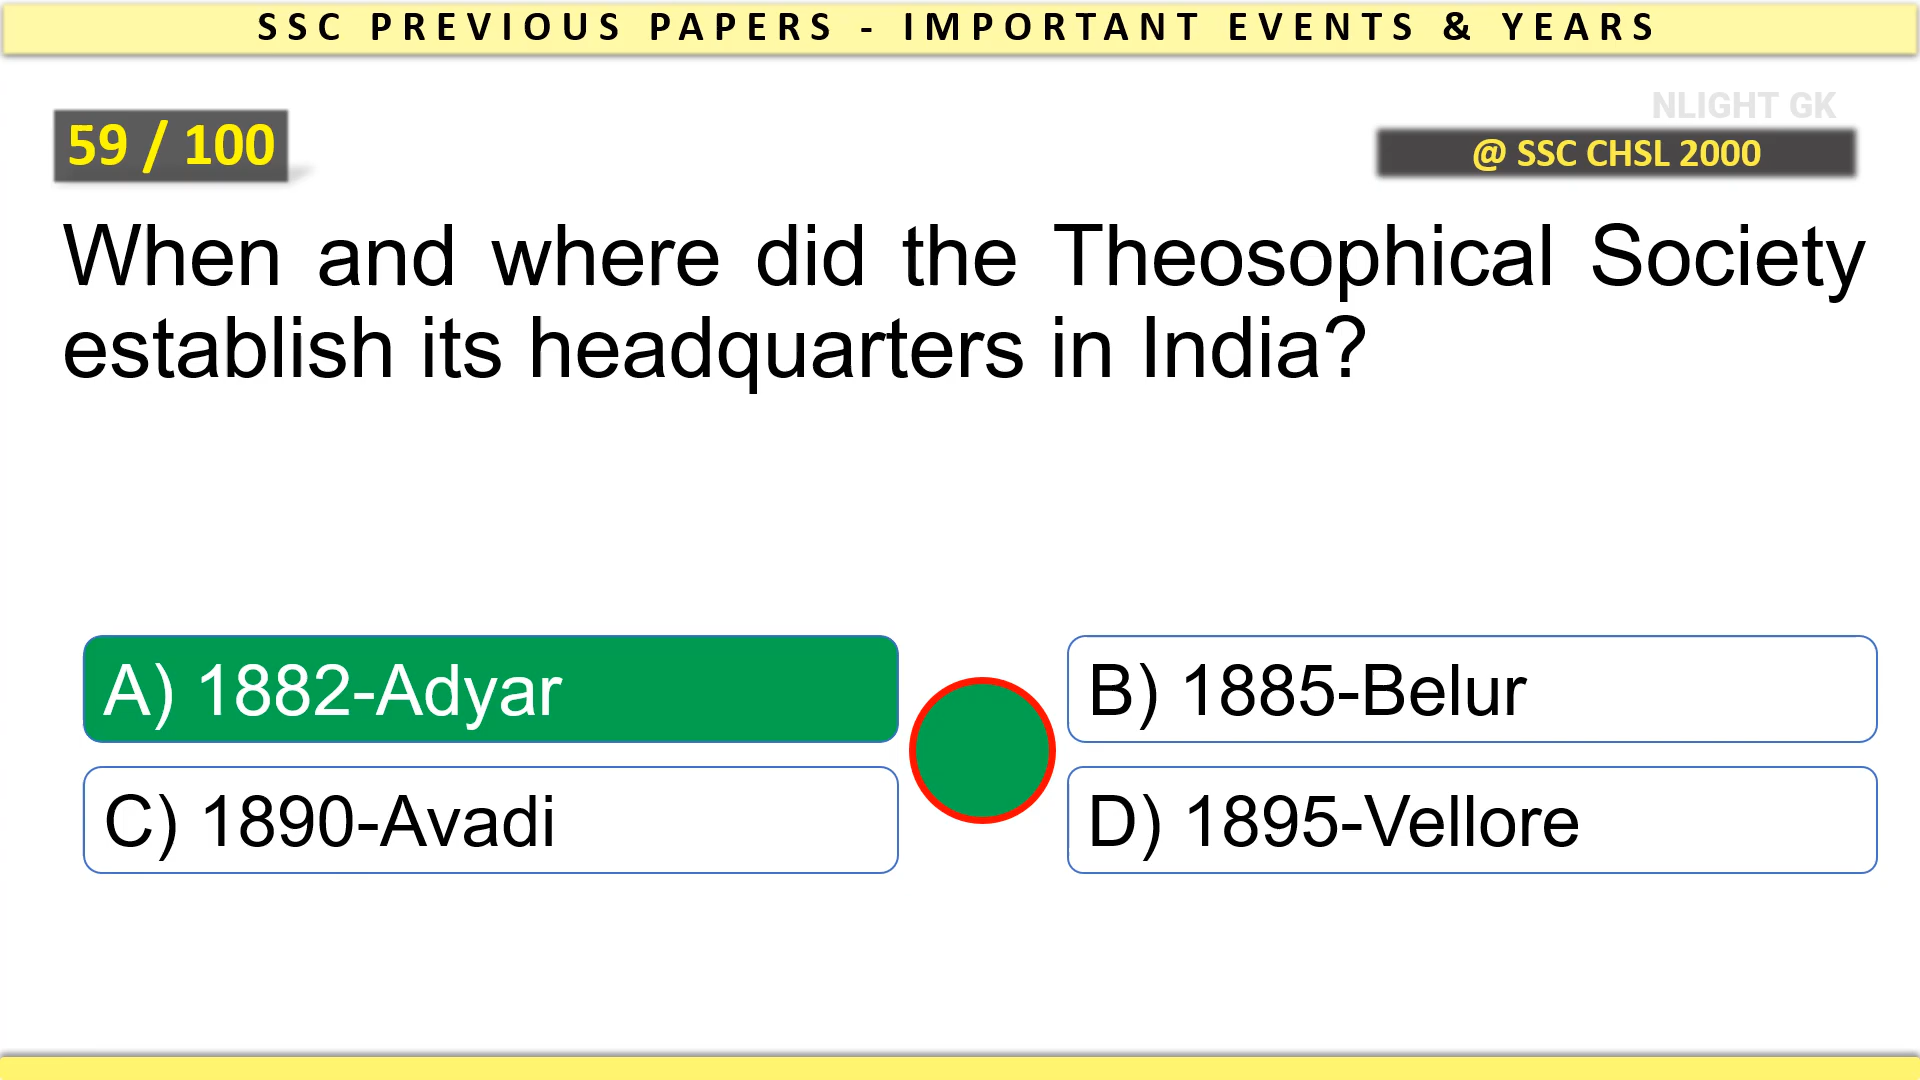 SSC PREVIOUS PAPERS - IMPORTANT EVENTS & YEARS
NLIGHT GK
59 / 100
@ SSC CHSL 2000
When and where did the Theosophical Society
establish its headquarters in India?
A) 1882-Adyar
B) 1885-Belur
C) 1890-Avadi
D) 1895-Vellore